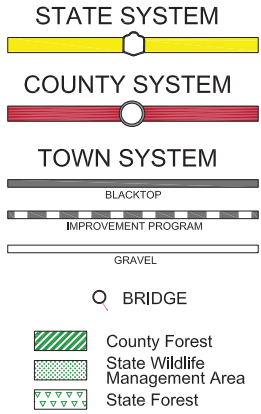 STATE SYSTEM
COUNTY SYSTEM
TOWN SYSTEM
BLACKTOP
IMPROVEMENT PROGRAM
GRAVEL
BRIDGE
County Forest
State Wildlife
Management Area
State Forest